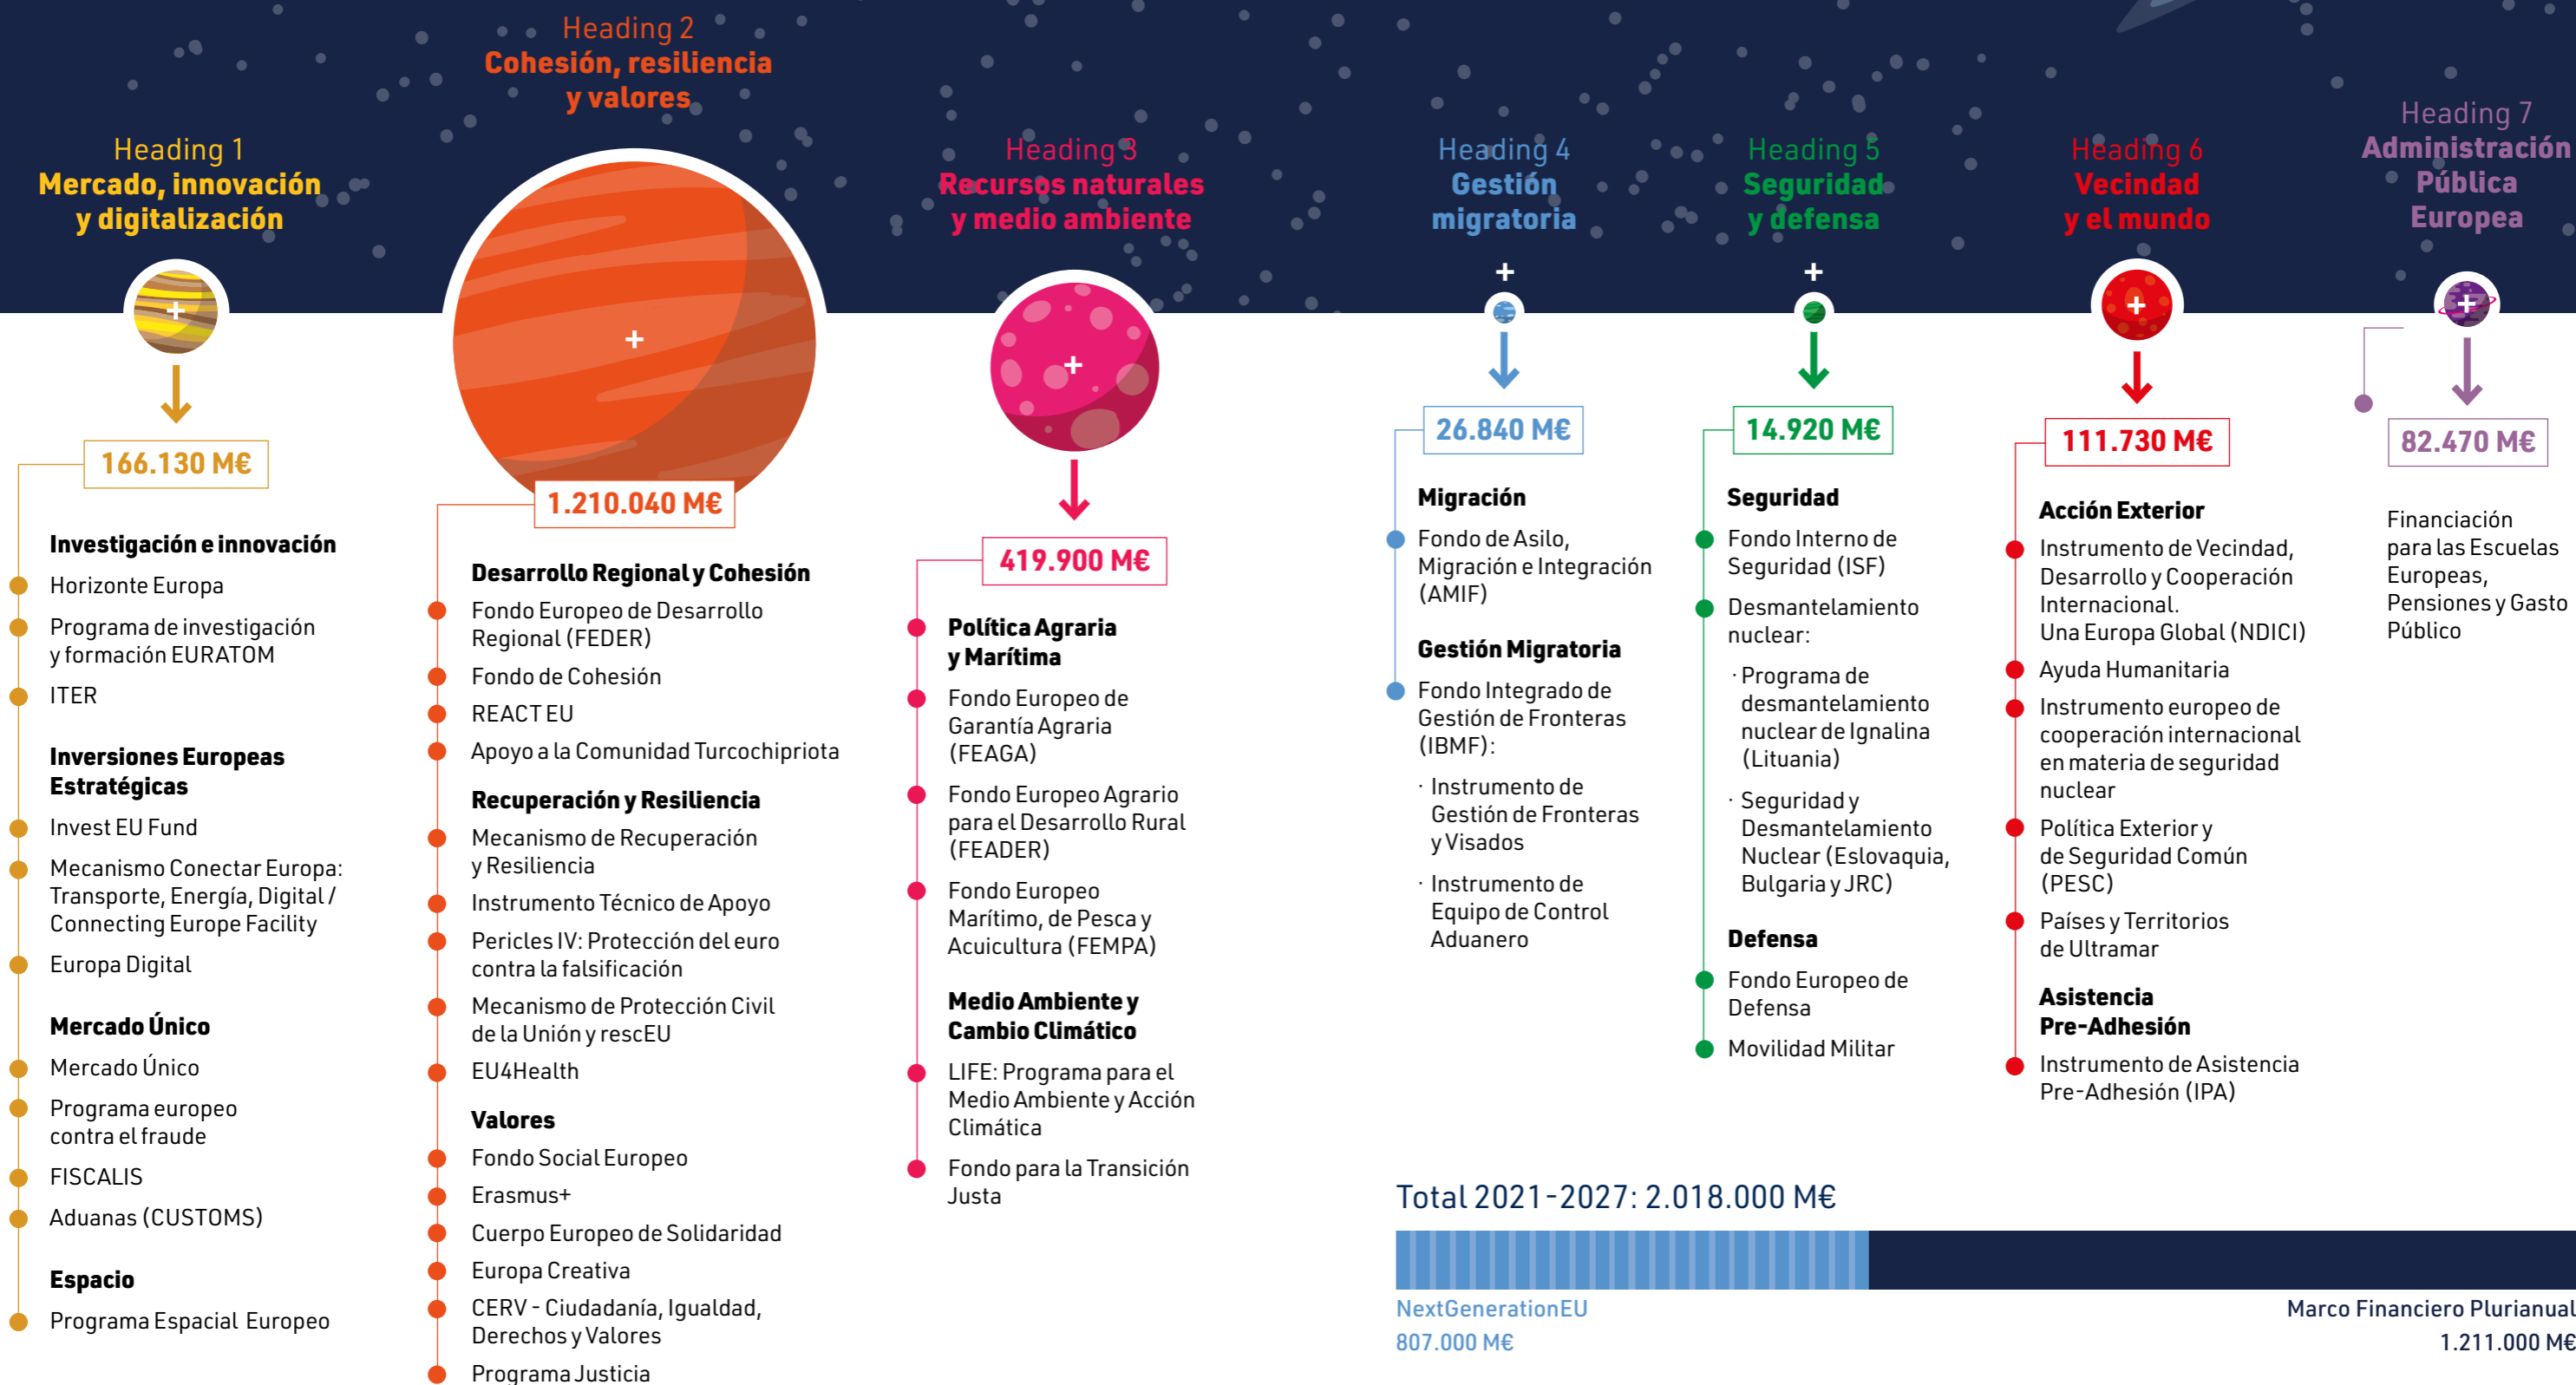 Heading 1
Mercado, innovación
y digitalización
+
166.130 M€
Investigación e innovación
Horizonte Europa
Programa de investigación
y formación EURATOM
ITER
Inversiones Europeas
Estratégicas
Invest EU Fund
Mecanismo Conectar Europa:
Transporte, Energía, Digital /
Connecting Europe Facility
Europa Digital
Mercado Único
Mercado Único
Programa europeo
contra el fraude
FISCALIS
Aduanas (CUSTOMS)
Espacio
Programa Espacial Europeo
Heading 2
Cohesión, resiliencia
y valores
+
1.210.040 M€
Desarrollo Regional y Cohesión
Fondo Europeo de Desarrollo
Regional (FEDER)
Fondo de Cohesión
REACT EU
Apoyo a la Comunidad Turcochipriota
Recuperación y Resiliencia
Mecanismo de Recuperación
y Resiliencia
Instrumento Técnico de Apoyo
Pericles IV: Protección del euro
contra la falsificación
Mecanismo de Protección Civil
de la Unión y rescEU
EU4Health
Valores
Fondo Social Europeo
Erasmus+
Cuerpo Europeo de Solidaridad
Europa Creativa
CERV - Ciudadanía, Igualdad,
Derechos y Valores
Programa Justicia
Heading 3
Recursos naturales
y medio ambiente
+
419.900 M€
Política Agraria
y Marítima
Fondo Europeo de
Garantía Agraria
(FEAGA)
Fondo Europeo Agrario
para el Desarrollo Rural
(FEADER)
Fondo Europeo
Marítimo, de Pesca y
Acuicultura (FEMPA)
Medio Ambiente y
Cambio Climático
LIFE: Programa para el
Medio Ambiente y Acción
Climática
Fondo para la Transición
Justa
Heading 4
Gestión
migratoria
+
26.840 M€
Migración
Fondo de Asilo,
Migración e Integración
(AMIF)
Gestión Migratoria
Fondo Integrado de
Gestión de Fronteras
(IBMF):
· Instrumento de
Gestión de Fronteras
y Visados
· Instrumento de
Equipo de Control
Aduanero
Heading 5
Seguridad
y defensa
+
14.920 M€
Seguridad
Fondo Interno de
Seguridad (ISF)
Desmantelamiento
nuclear:
· Programa de
desmantelamiento
nuclear de Ignalina
(Lituania)
· Seguridad y
Desmantelamiento
Nuclear (Eslovaquia,
Bulgaria y JRC)
Defensa
Fondo Europeo de
Defensa
Movilidad Militar
Heading 6
Vecindad
y el mundo
+
111.730 M€
Acción Exterior
Instrumento de Vecindad,
Desarrollo y Cooperación
Internacional.
Una Europa Global (NDICI)
Ayuda Humanitaria
Instrumento europeo de
cooperación internacional
en materia de seguridad
nuclear
Política Exterior y
de Seguridad Común
(PESC)
Países y Territorios
de Ultramar
Asistencia
Pre-Adhesión
Instrumento de Asistencia
Pre-Adhesión (IPA)
Heading 7
Administración
Pública
Europea
+
82.470 M€
Financiación
para las Escuelas
Europeas,
Pensiones y Gasto
Público
Total 2021-2027: 2.018.000 M€
NextGenerationEU
807.000 M€
Marco Financiero Plurianual
1.211.000 M€